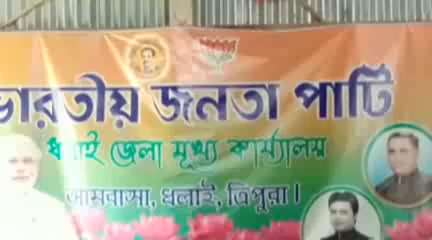 ভারতীয় জনতা পার্টি
ধলাই জেলা মূখ্য কার্য্যালয়
আমবাসা, ধলাই, ত্রিপুরা।